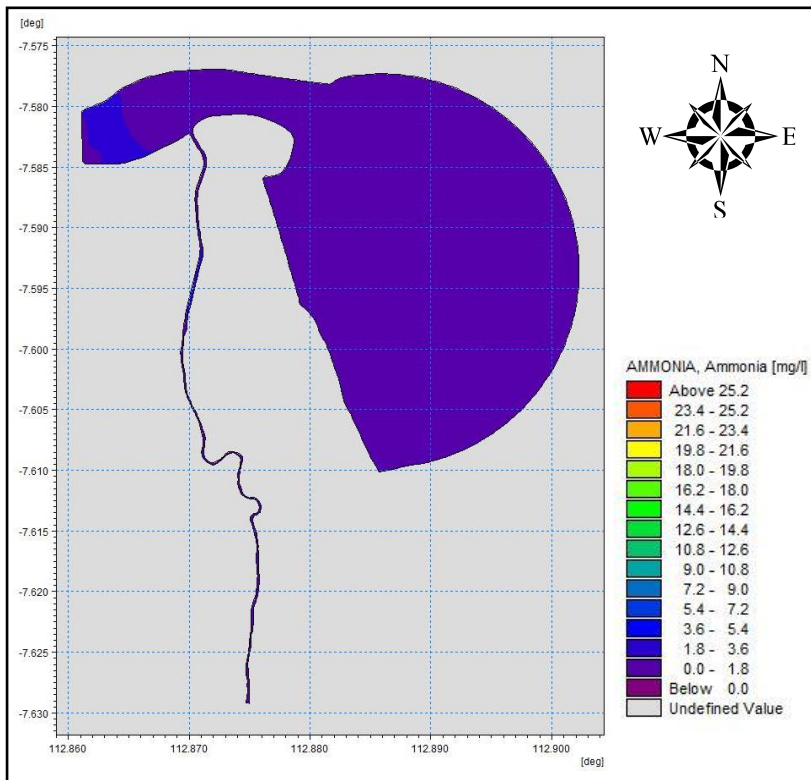 [deg]
-7.575
-7.580
-7.585
-7.590
-7.595
-7.600
-7.605
-7.610
-7.615
-7.620
-7.625
-7.630
112.860 112.870 112.880 112.890 112.900
[deg]
N
W E
S
AMMONIA, Ammonia [mg/l]
Above 25.2
23.4 - 25.2
21.6 - 23.4
19.8 - 21.6
18.0 - 19.8
16.2 - 18.0
14.4 - 16.2
12.6 - 14.4
10.8 - 12.6
9.0 - 10.8
7.2 - 9.0
5.4 - 7.2
3.6 - 5.4
1.8 - 3.6
0.0 - 1.8
Below 0.0
Undefined Value